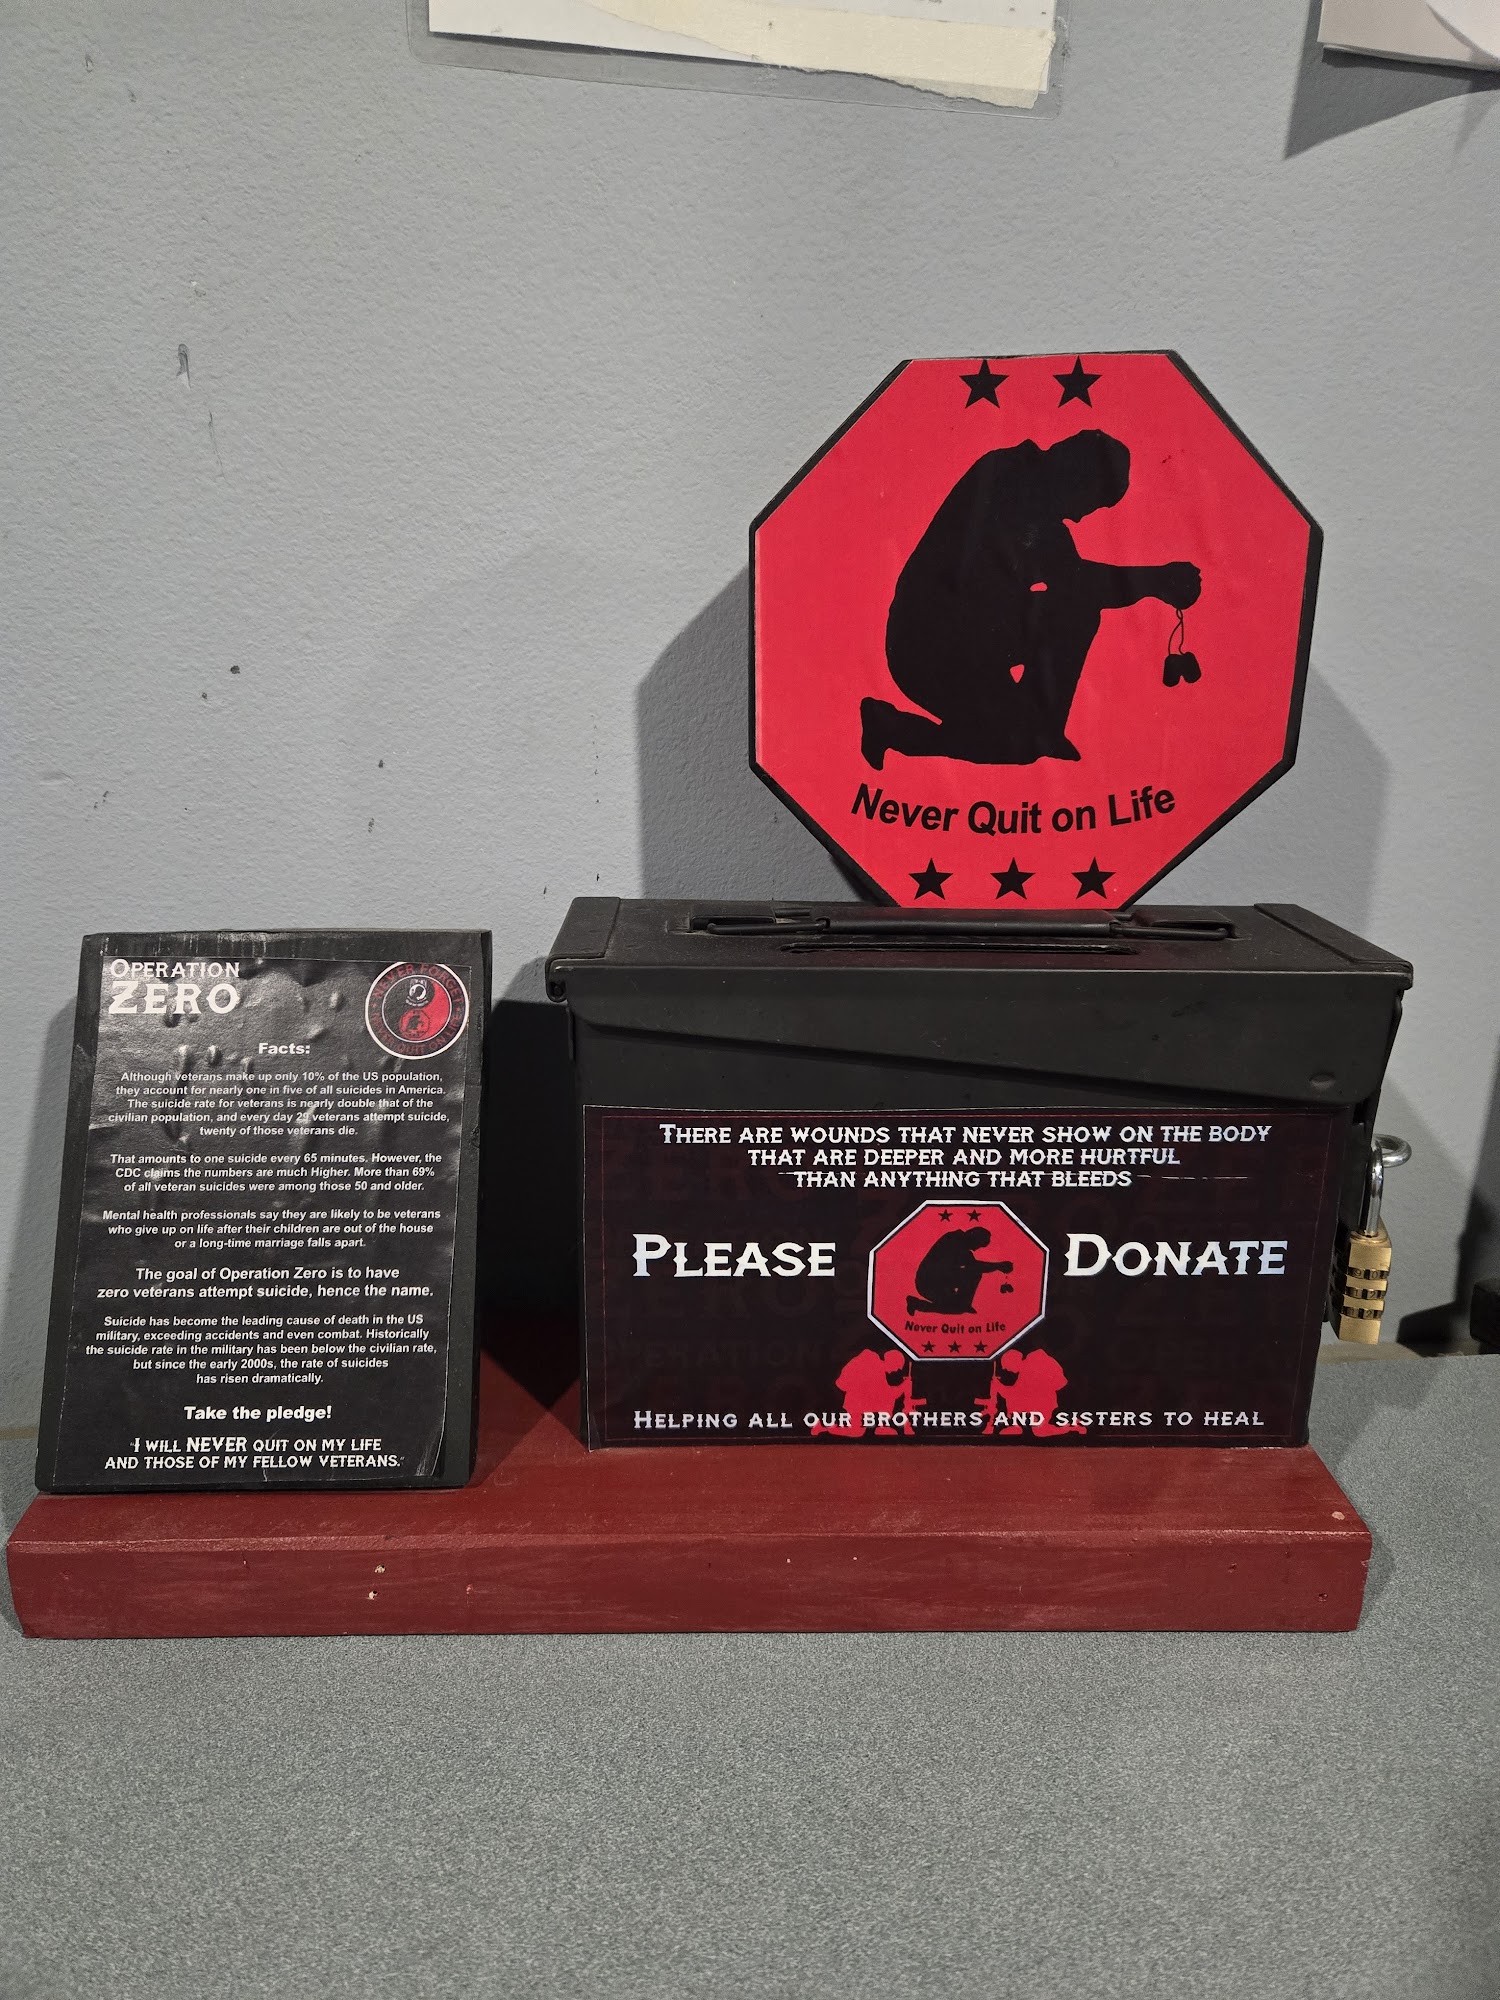 Never Quit on Life
OPERATION
ZERO
NEVER FORGET
QUIT ON LIFE
Facts:
Although veterans make up only 10% of the US population,
they account for nearly one in five of all suicides in America.
The suicide rate for veterans is nearly double that of the
civilian population, and every day 29 veterans attempt suicide,
twenty of those veterans die.
That amounts to one suicide every 65 minutes. However, the
CDC claims the numbers are much Higher. More than 69%
of all veteran suicides were among those 50 and older.
Mental health professionals say they are likely to be veterans
who give up on life after their children are out of the house
or a long-time marriage falls apart.
The goal of Operation Zero is to have
zero veterans attempt suicide, hence the name.
Suicide has become the leading cause of death in the US
military, exceeding accidents and even combat. Historically
the suicide rate in the military has been below the civilian rate,
but since the early 2000s, the rate of suicides
has risen dramatically.
Take the pledge!
"I WILL NEVER QUIT ON MY LIFE
AND THOSE OF MY FELLOW VETERANS."
THERE ARE WOUNDS THAT NEVER SHOW ON THE BODY
THAT ARE DEEPER AND MORE HURTFUL
THAN ANYTHING THAT BLEEDS
PLEASE DONATE
Never Quit on Life
HELPING ALL OUR BROTHERS AND SISTERS TO HEAL